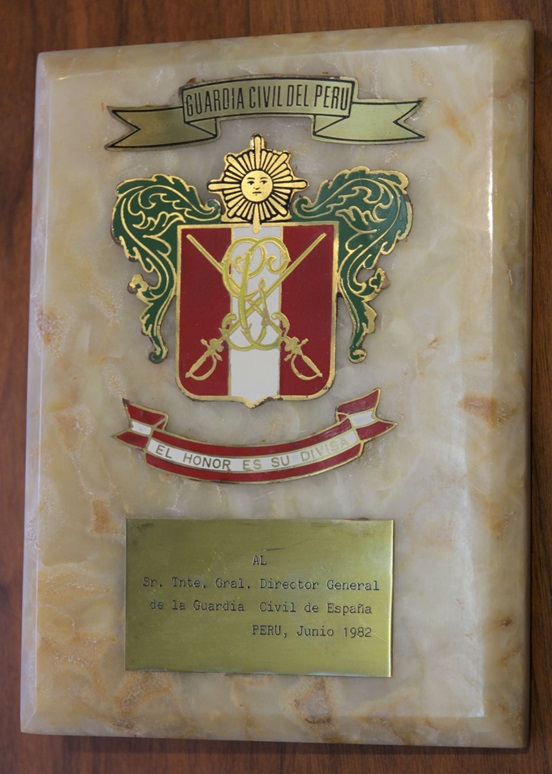 GUARDIA CIVIL DEL PERU
EL HONOR ES SU DIVISA
AL
Sr. Tnte. Gral. Director General
de la Guardia Civil de España
PERU, Junio 1982